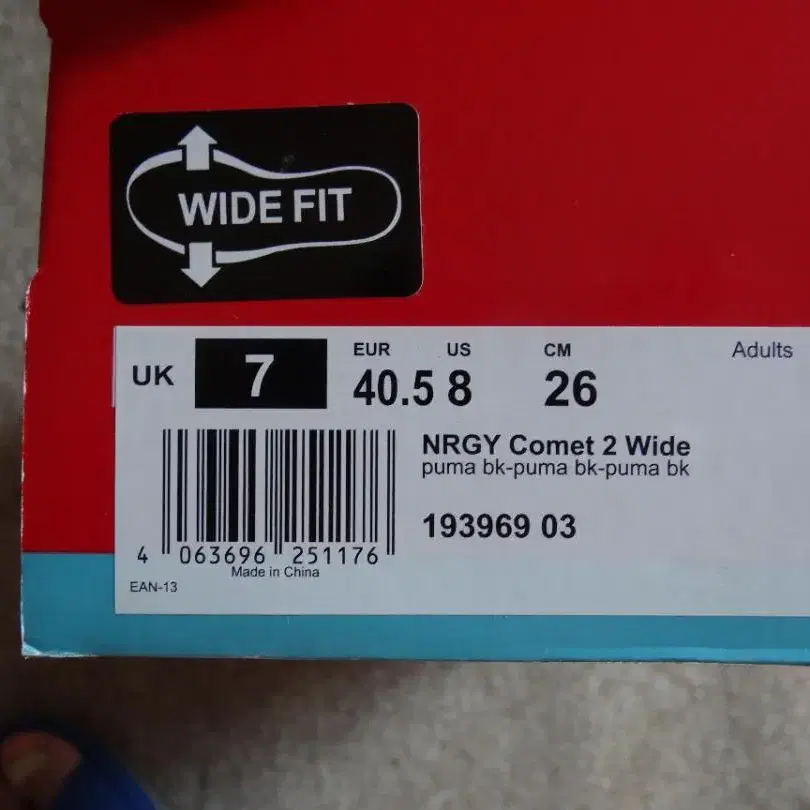 WIDE FIT
UK 7
EUR US CM Adults
40.5 8 26
NRGY Comet 2 Wide
puma bk-puma bk-puma bk
193969 03
4 063696 251176
Made in China
EAN-13